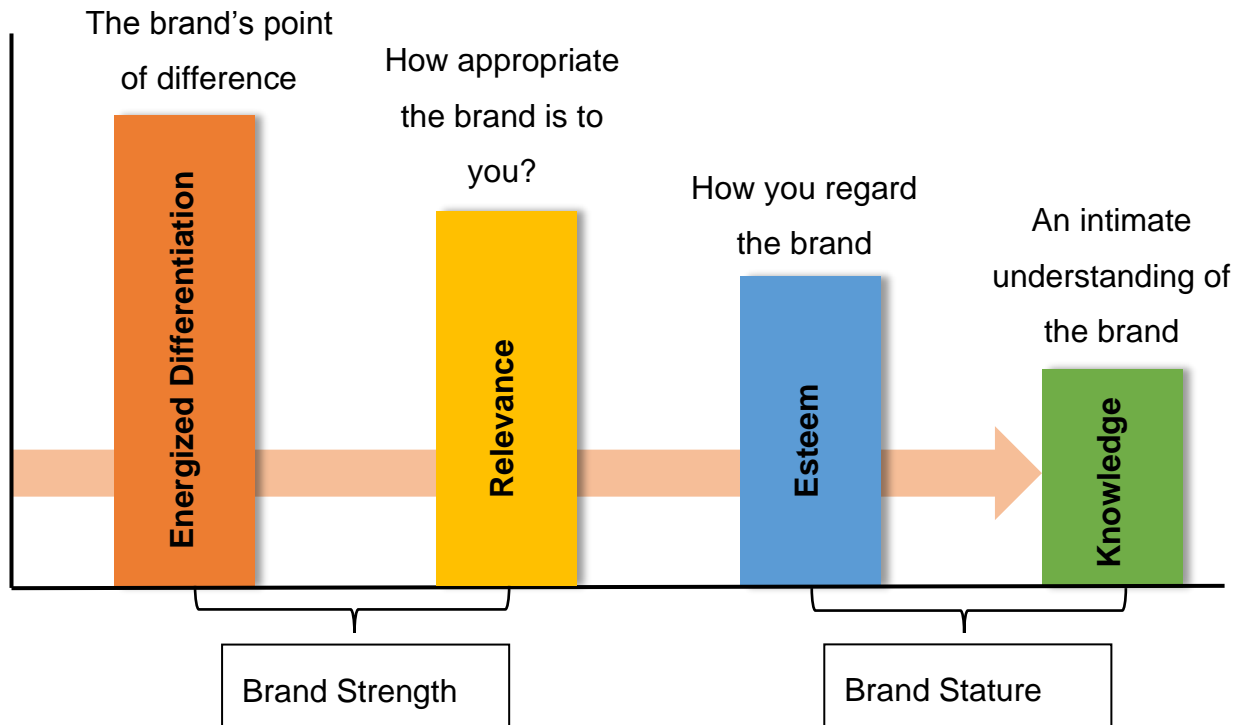 The brand’s point
of difference
How appropriate
the brand is to
you?
How you regard
the brand
An intimate
understanding of
the brand
Energized Differentiation
Relevance
Esteem
Knowledge
Brand Strength
Brand Stature